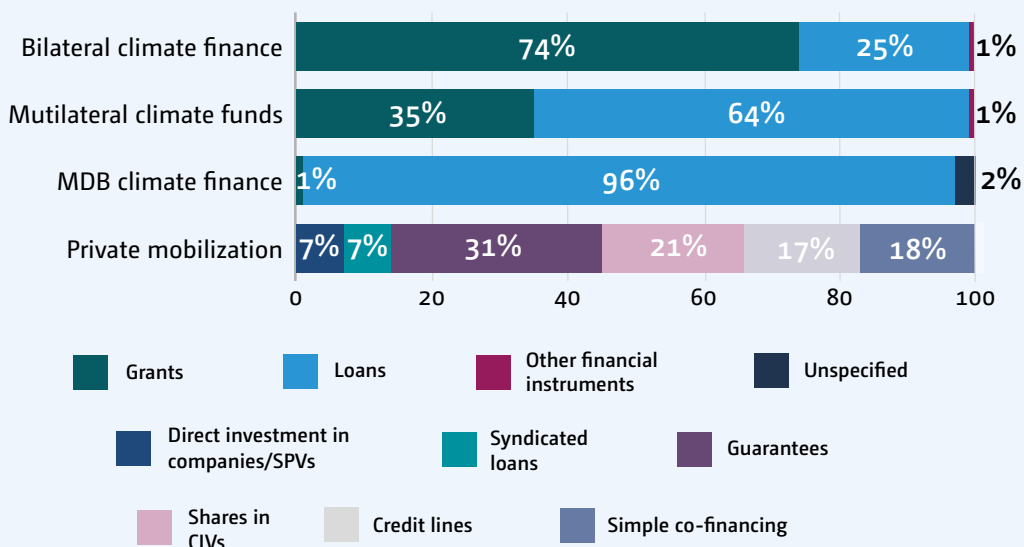 Bilateral climate finance 74% 25% 1%
Mutilateral climate funds 35% 64% 1%
MDB climate finance 1% 96% 2%
Private mobilization 7% 7% 31% 21% 17% 18%
0 20 40 60 80 100
Grants
Loans
Other financial
instruments
Unspecified
Direct investment in
companies/SPVs
Syndicated
loans
Guarantees
Shares in
CIVs
Credit lines
Simple co-financing